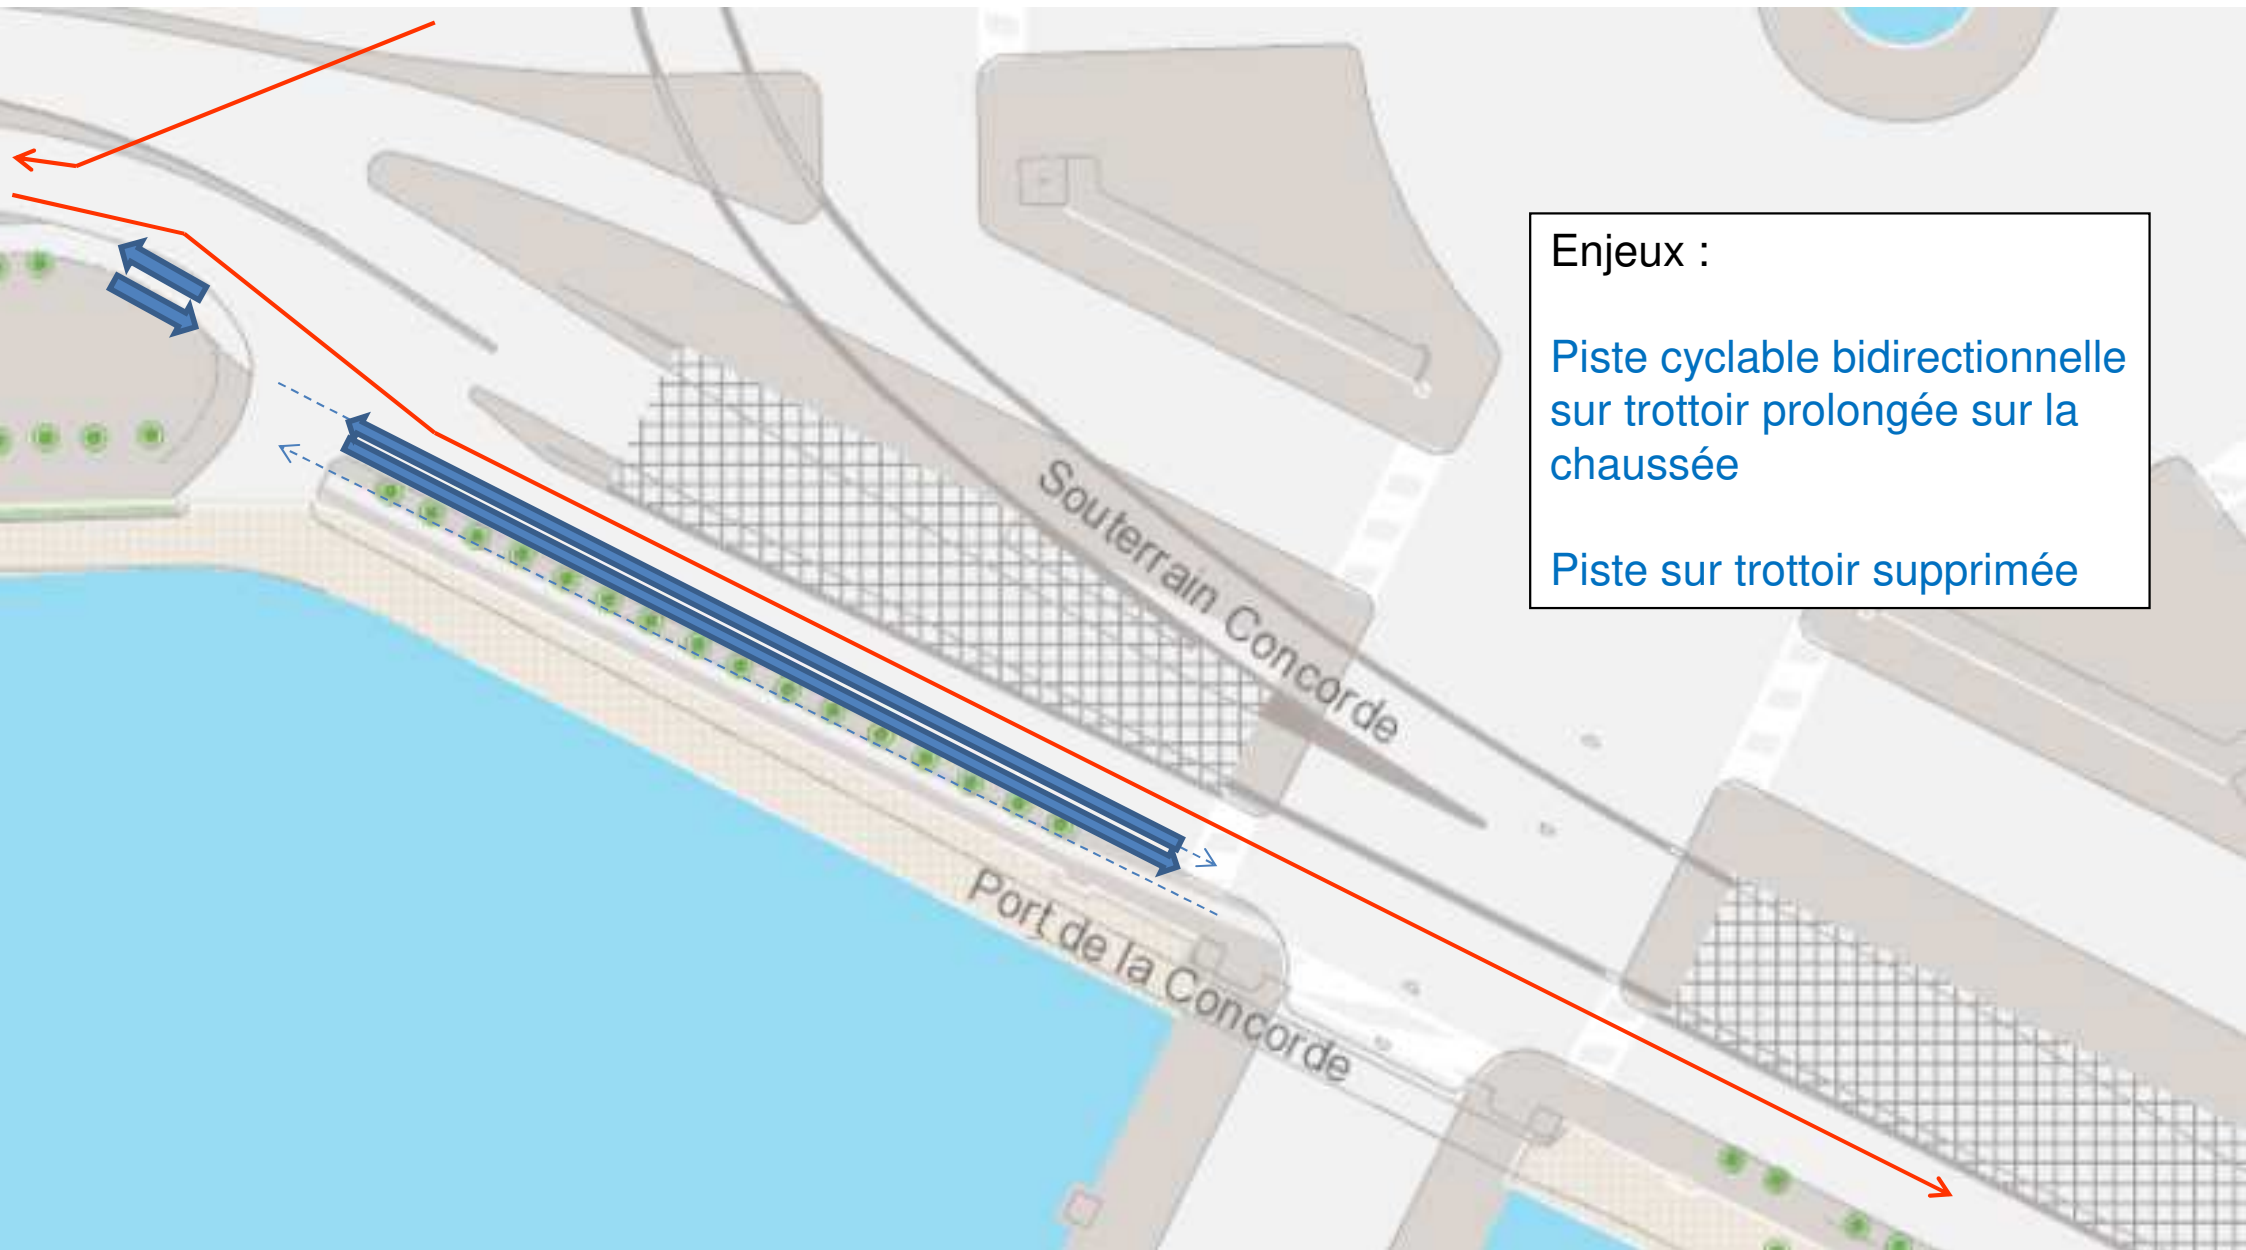 Enjeux :
Piste cyclable bidirectionnelle
sur trottoir prolongée sur la
chaussée
Piste sur trottoir supprimée
Souterrain Concorde
Port de la Concorde